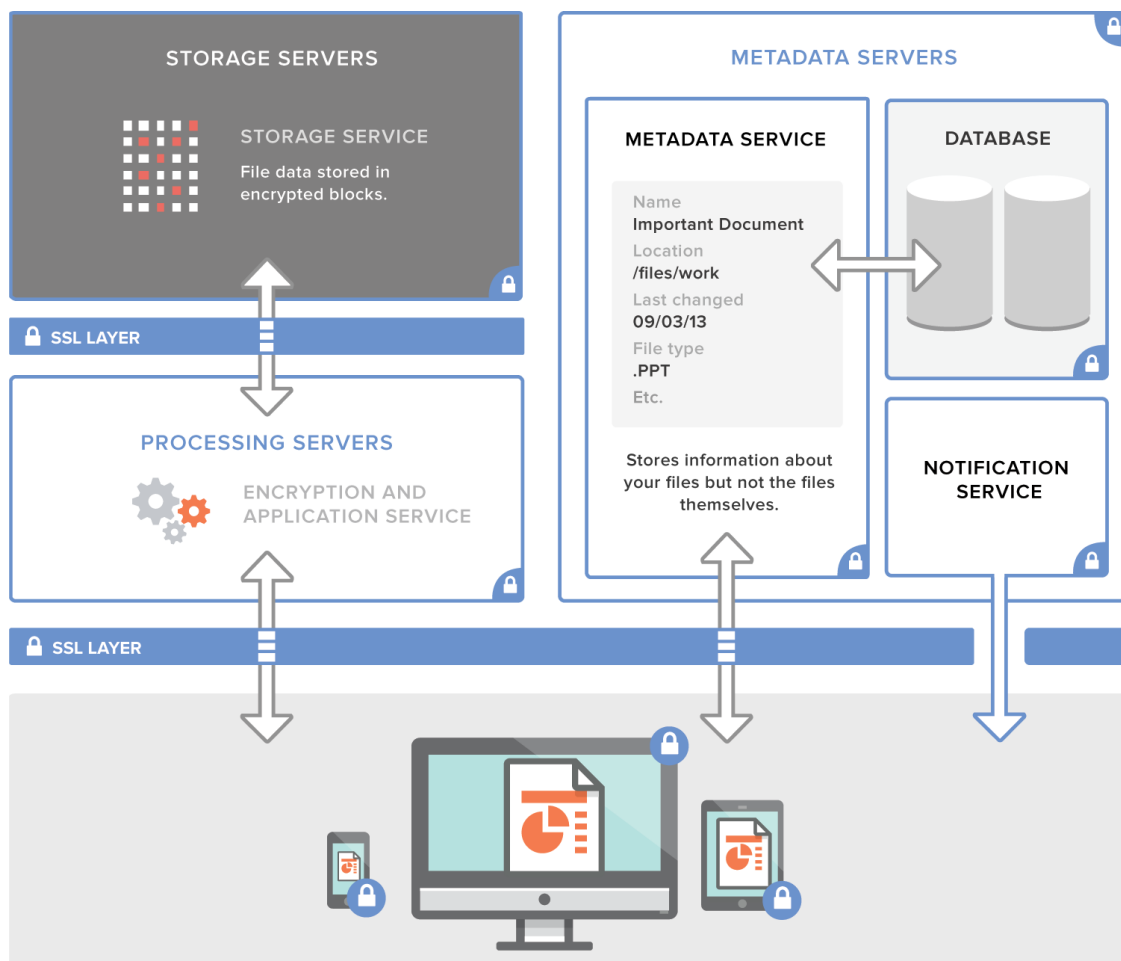 STORAGE SERVERS
STORAGE SERVICE
File data stored in
encrypted blocks.
SSL LAYER
PROCESSING SERVERS
ENCRYPTION AND
APPLICATION SERVICE
METADATA SERVERS
METADATA SERVICE
Name
Important Document
Location
/files/work
Last changed
09/03/13
File type
.PPT
Etc.
Stores information about
your files but not the files
themselves.
DATABASE
NOTIFICATION
SERVICE
SSL LAYER